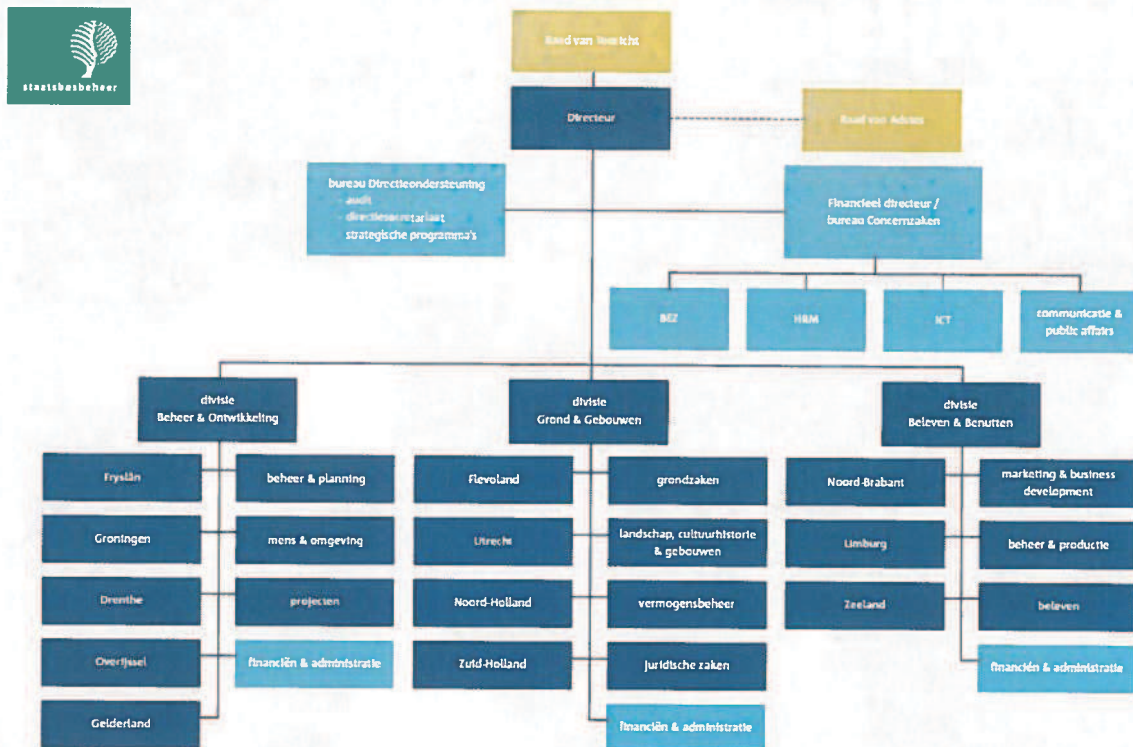 staatsbosbeheer
Raad van Toezicht
Directeur
Raad van Advies
bureau Directieondersteuning
- audit
- directiesecretariaat
strategische programma's
Financieel directeur /
bureau Concernzaken
BEZ
HRM
ICT
communicatie &
public affairs
divisie
Beheer & Ontwikkeling
divisie
Grond & Gebouwen
divisie
Beleven & Benutten
Fryslân
beheer & planning
Groningen
mens & omgeving
Drenthe
projecten
Overijssel
financiën & administratie
Gelderland
Flevoland
grondzaken
Utrecht
landschap, cultuurhistorie
& gebouwen
Noord-Holland
vermogensbeheer
Zuid-Holland
juridische zaken
financiën & administratie
Noord-Brabant
marketing & business
development
Limburg
beheer & productie
Zeeland
beleven
financiën & administratie